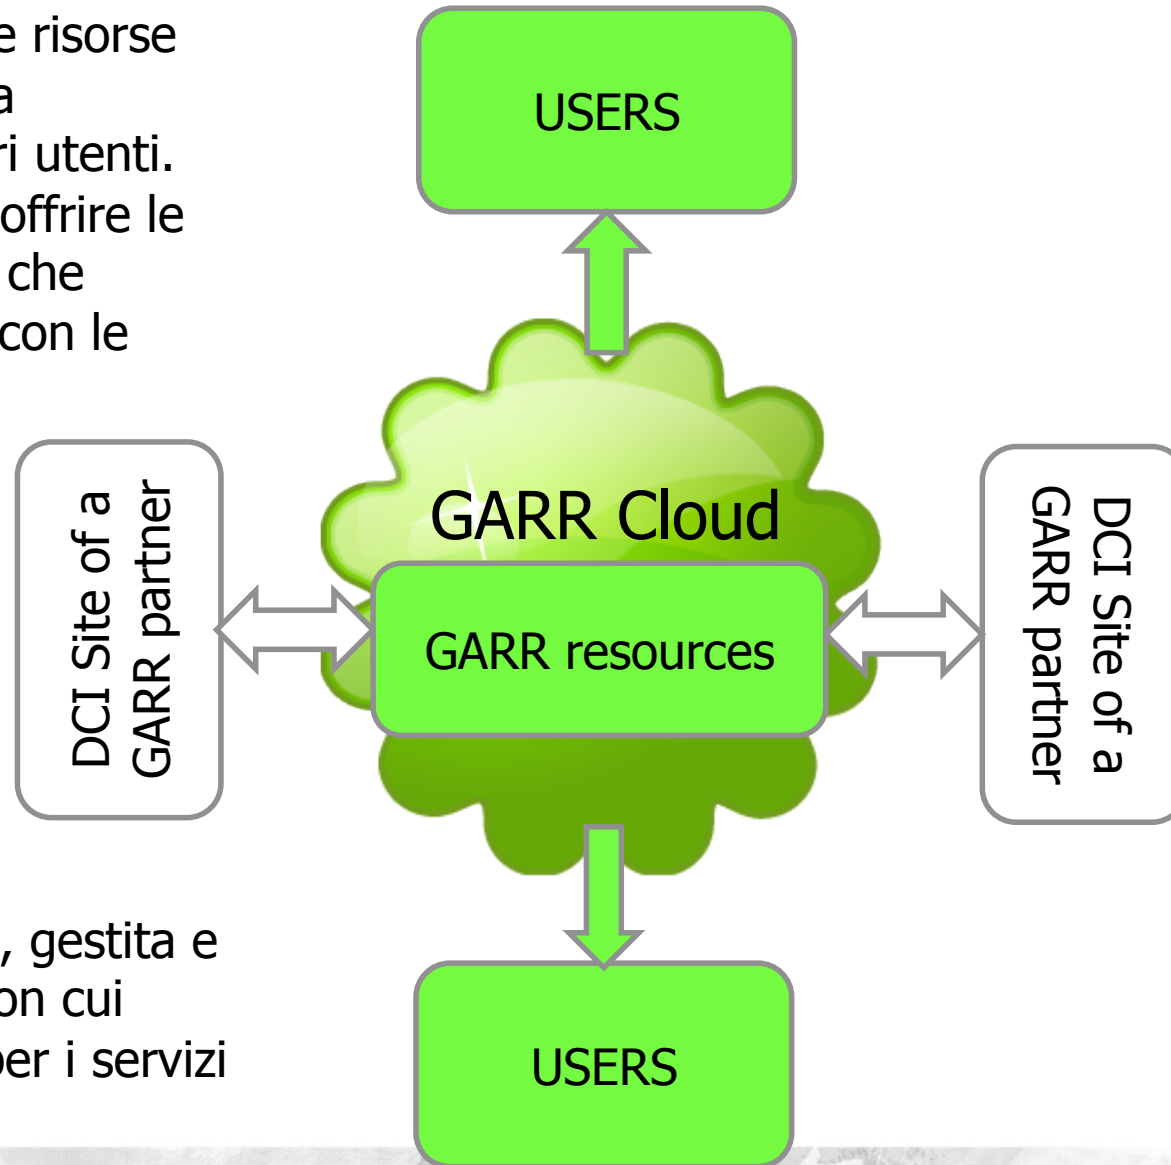 e risorse
a
ri utenti.
offrire le
che
con le
USERS
GARR Cloud
GARR resources
DCI Site of a
GARR partner
DCI Site of a
GARR partner
, gestita e
on cui
per i servizi
USERS